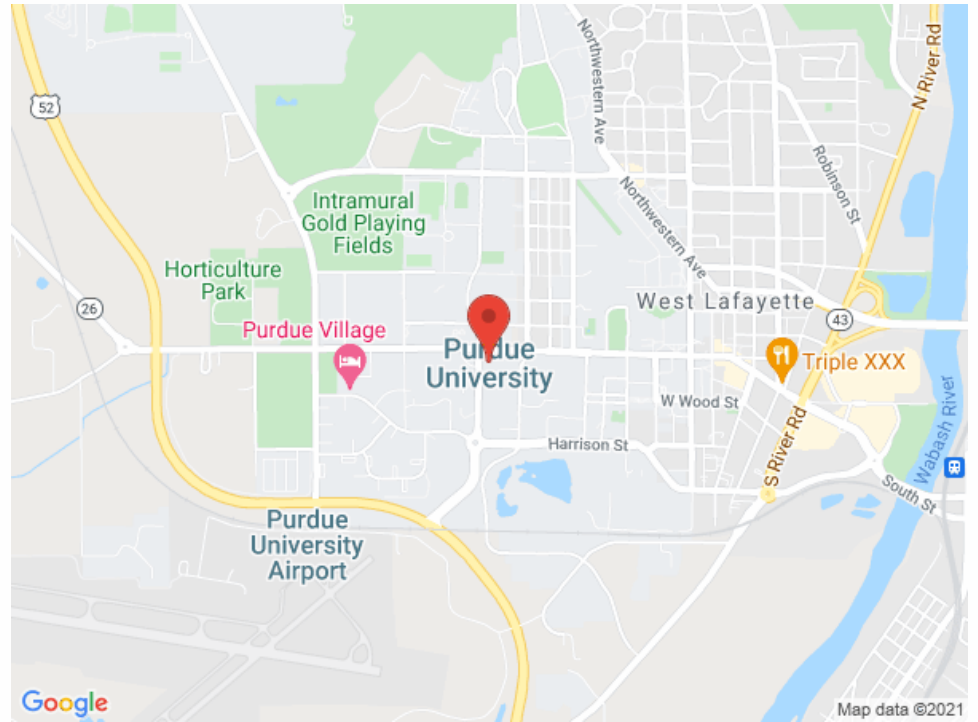 52
Northwestern Ave
N River Rd
Robinson St
Intramural
Gold Playing
Fields
Northwestern Ave
Horticulture
Park
26
West Lafayette
43
Purdue Village
Purdue
University
Triple XXX
W Wood St
Harrison St
S River Rd
Wabash River
South St
Purdue
University
Airport
Google
Map data ©2021